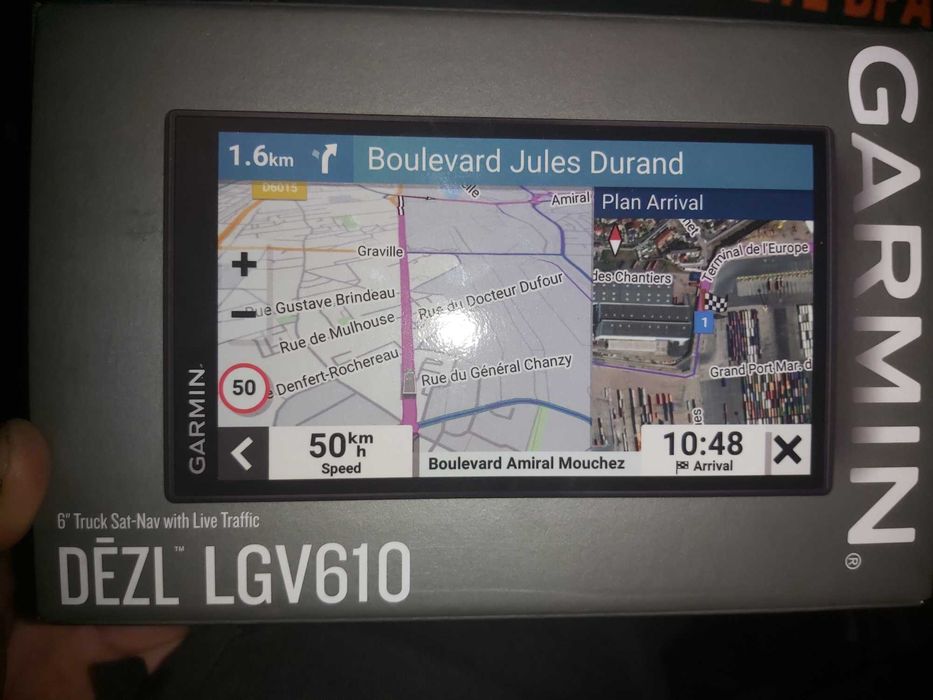 GARMIN®
1.6km
Boulevard Jules Durand
D6015
Amiral
Plan Arrival
Graville
Terminal de l'Europe
des Chantiers
+
Rue Gustave Brindeau
Rue du Docteur Dufour
1
Rue de Mulhouse
Rue du Général Chanzy
Grand Port Mar. d
50
e Denfert-Rochereau
GARMIN
50 km/h
Speed
Boulevard Amiral Mouchez
10:48
Arrival
6" Truck Sat-Nav with Live Traffic
DĒZL™ LGV610